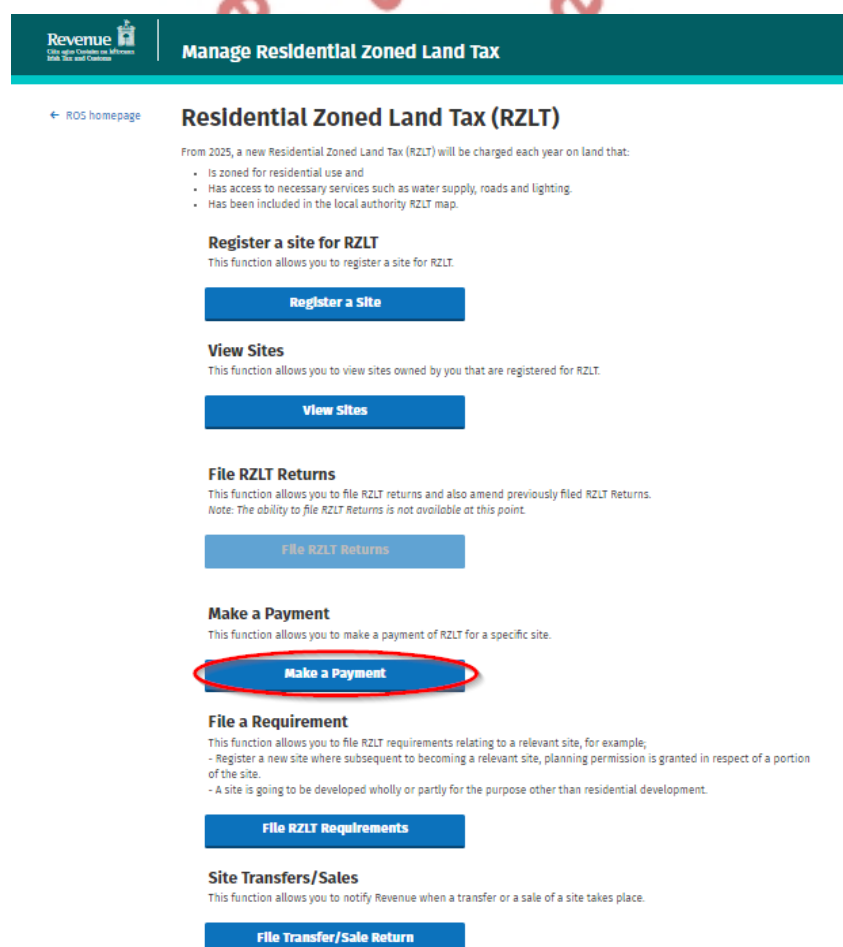 Revenue
Cáin agus Custaim na hÉireann
Irish Tax and Customs
Manage Residential Zoned Land Tax
← ROS homepage
Residential Zoned Land Tax (RZLT)
From 2025, a new Residential Zoned Land Tax (RZLT) will be charged each year on land that:
• Is zoned for residential use and
• Has access to necessary services such as water supply, roads and lighting.
• Has been included in the local authority RZLT map.
Register a site for RZLT
This function allows you to register a site for RZLT.
Register a Site
View Sites
This function allows you to view sites owned by you that are registered for RZLT.
View Sites
File RZLT Returns
This function allows you to file RZLT returns and also amend previously filed RZLT Returns.
Note: The ability to file RZLT Returns is not available at this point.
File RZLT Returns
Make a Payment
This function allows you to make a payment of RZLT for a specific site.
Make a Payment
File a Requirement
This function allows you to file RZLT requirements relating to a relevant site, for example;
- Register a new site where subsequent to becoming a relevant site, planning permission is granted in respect of a portion
of the site.
- A site is going to be developed wholly or partly for the purpose other than residential development.
File RZLT Requirements
Site Transfers/Sales
This function allows you to notify Revenue when a transfer or a sale of a site takes place.
File Transfer/Sale Return